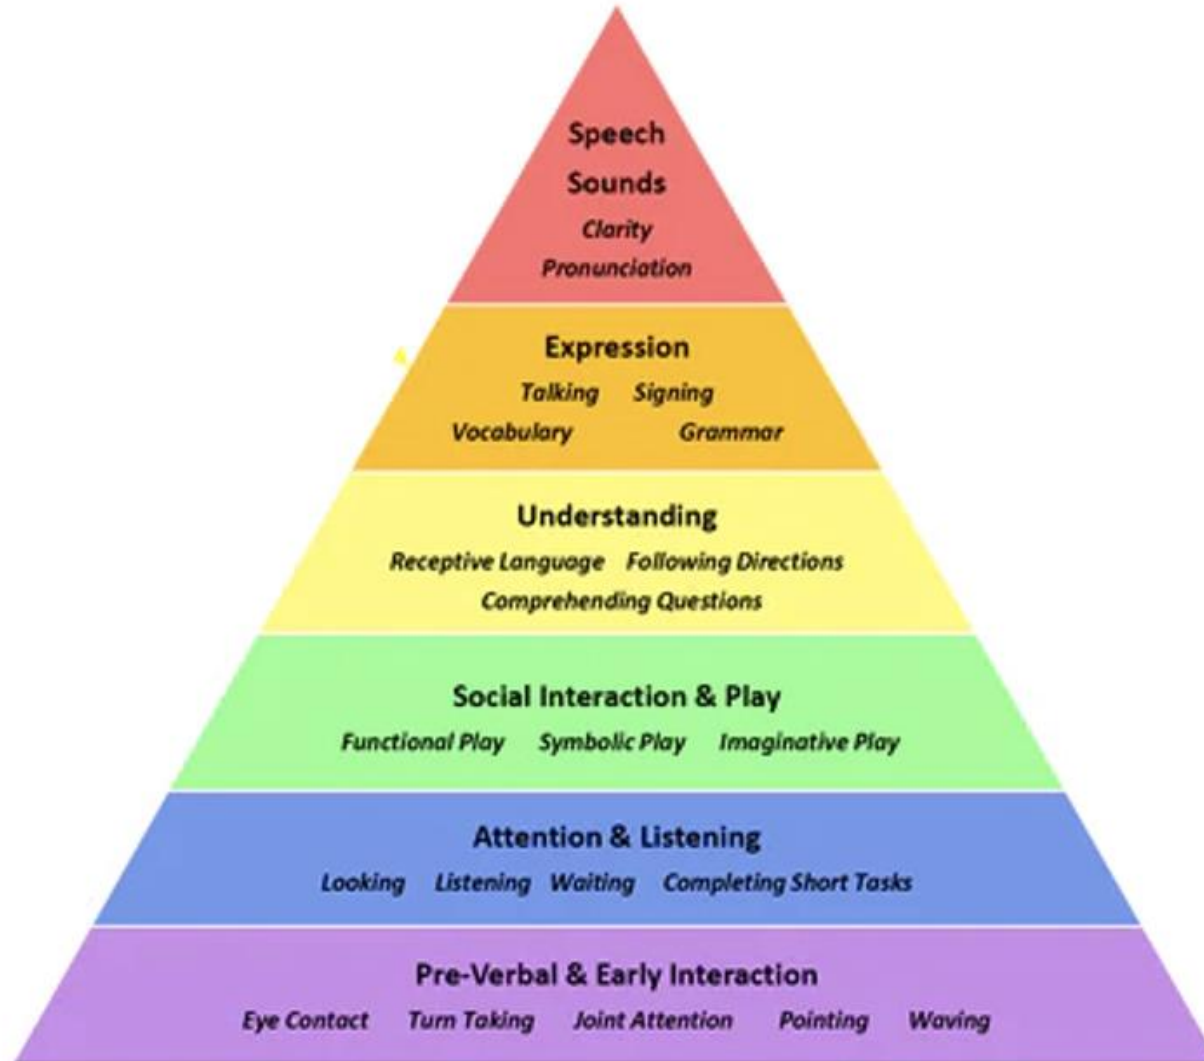 Speech
Sounds
Clarity
Pronunciation
Expression
Talking Signing
Vocabulary Grammar
Understanding
Receptive Language Following Directions
Comprehending Questions
Social Interaction & Play
Functional Play Symbolic Play Imaginative Play
Attention & Listening
Looking Listening Waiting Completing Short Tasks
Pre-Verbal & Early Interaction
Eye Contact Turn Taking Joint Attention Pointing Waving